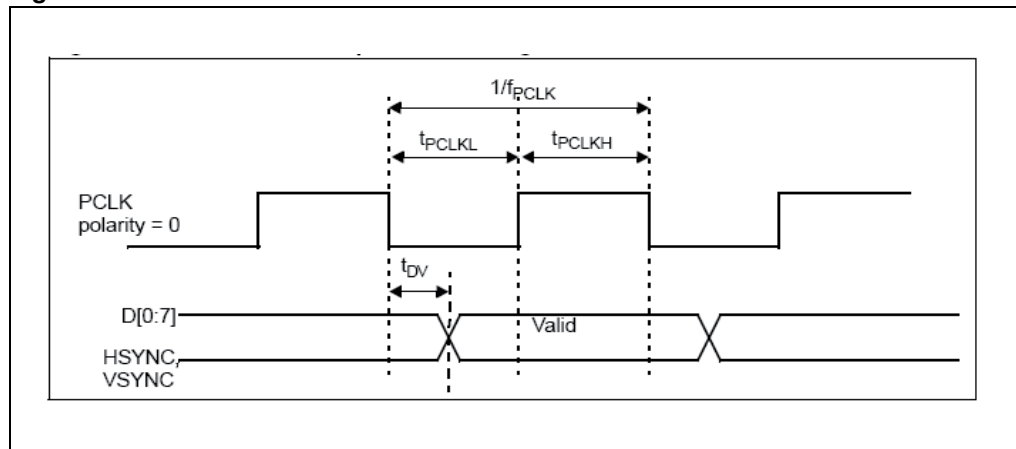 1/fPCLK
tPCLKL
tPCLKH
PCLK
polarity = 0
tDV
D[0:7]
Valid
HSYNC,
VSYNC